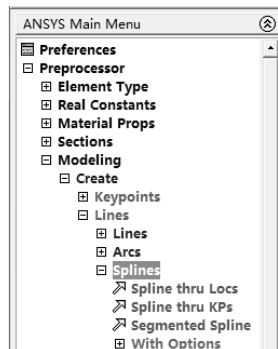 ANSYS Main Menu
Preferences
Preprocessor
Element Type
Real Constants
Material Props
Sections
Modeling
Create
Keypoints
Lines
Lines
Arcs
Splines
Spline thru Locs
Spline thru KPs
Segmented Spline
With Options